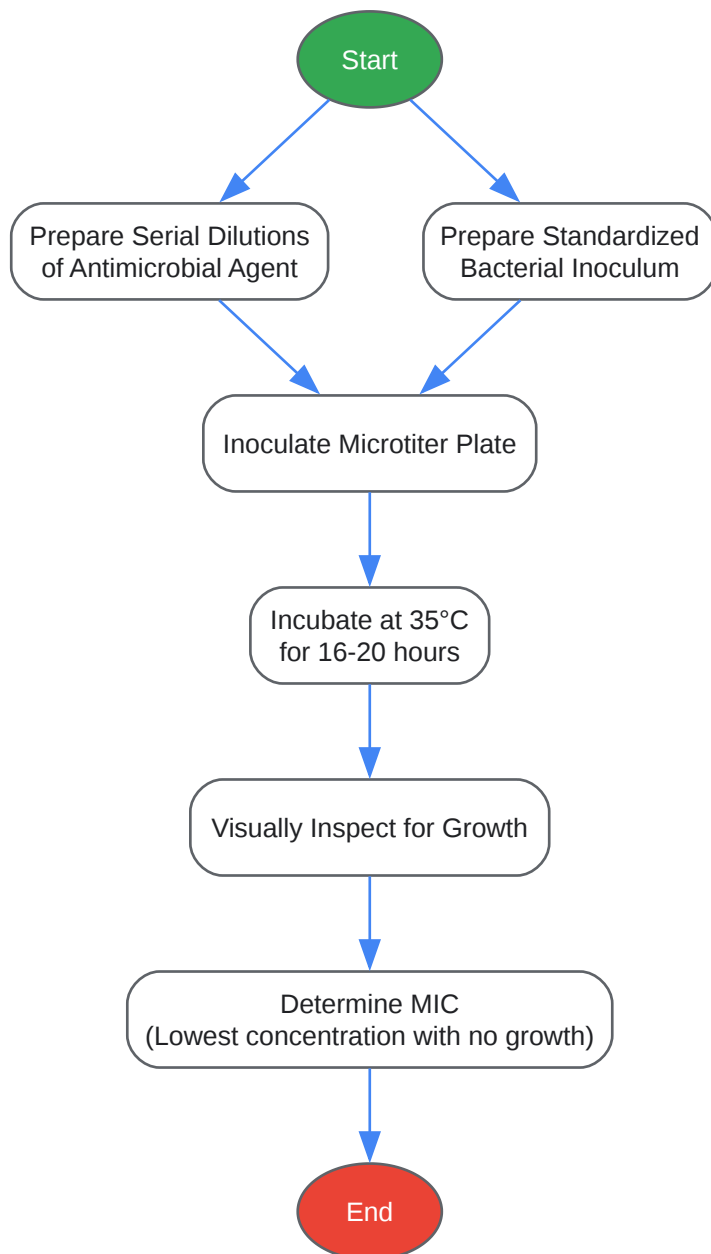 Start
Prepare Serial Dilutions
of Antimicrobial Agent
Prepare Standardized
Bacterial Inoculum
Inoculate Microtiter Plate
Incubate at 35°C
for 16-20 hours
Visually Inspect for Growth
Determine MIC
(Lowest concentration with no growth)
End